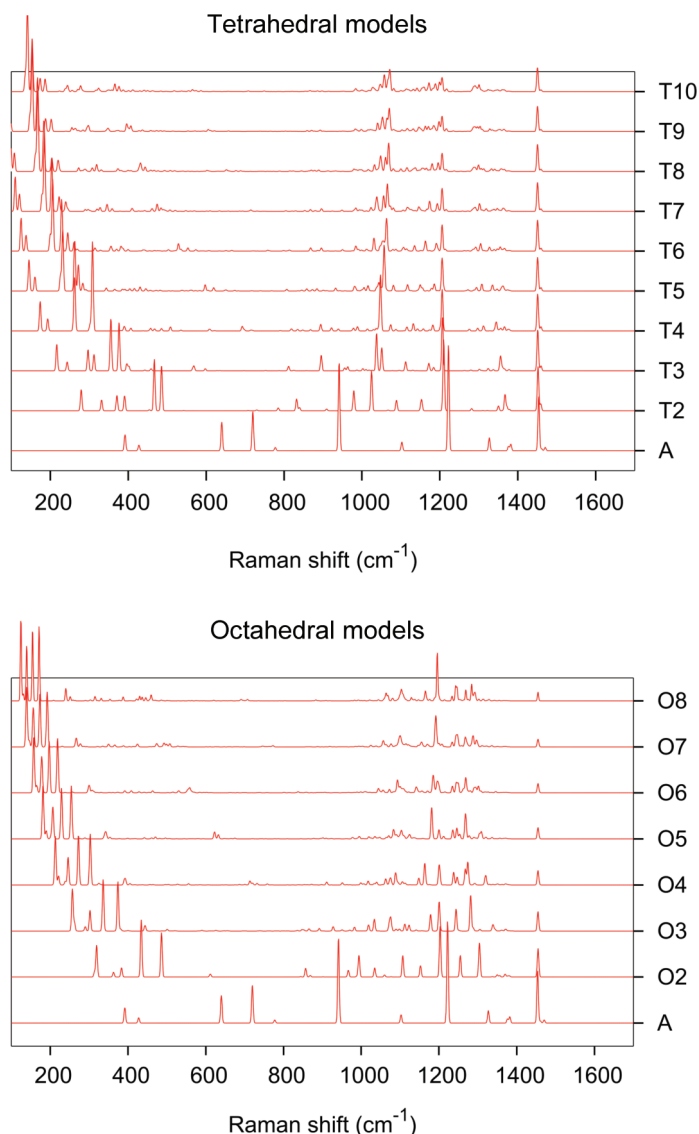 Tetrahedral models
T10
T9
T8
T7
T6
T5
T4
T3
T2
A
200 400 600 800 1000 1200 1400 1600
Raman shift (cm⁻¹)
Octahedral models
O8
O7
O6
O5
O4
O3
O2
A
200 400 600 800 1000 1200 1400 1600
Raman shift (cm⁻¹)